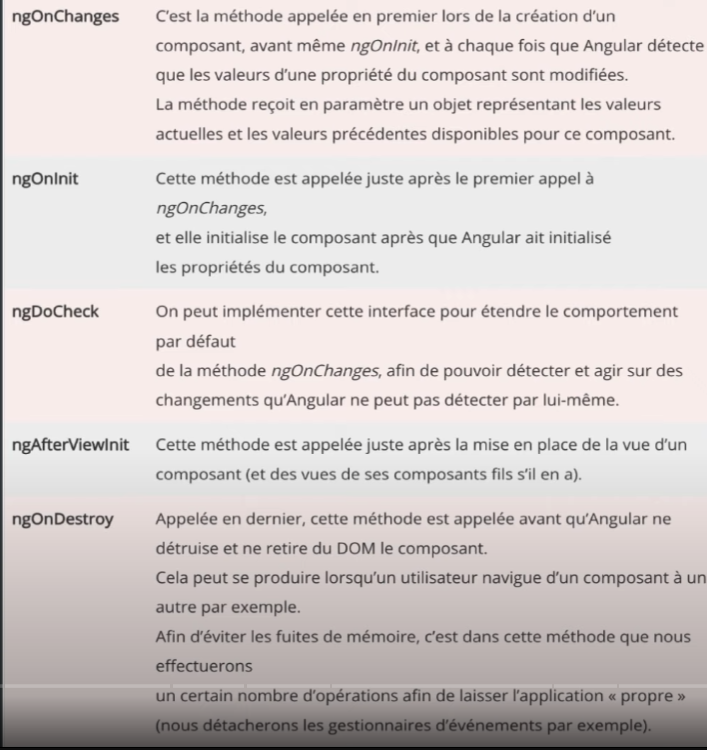 ngOnChanges C'est la méthode appelée en premier lors de la création d'un
composant, avant même ngOnInit, et à chaque fois que Angular détecte
que les valeurs d'une propriété du composant sont modifiées.
La méthode reçoit en paramètre un objet représentant les valeurs
actuelles et les valeurs précédentes disponibles pour ce composant.
ngOnInit Cette méthode est appelée juste après le premier appel à
ngOnChanges,
et elle initialise le composant après que Angular ait initialisé
les propriétés du composant.
ngDoCheck On peut implémenter cette interface pour étendre le comportement
par défaut
de la méthode ngOnChanges, afin de pouvoir détecter et agir sur des
changements qu'Angular ne peut pas détecter par lui-même.
ngAfterViewInit Cette méthode est appelée juste après la mise en place de la vue d'un
composant (et des vues de ses composants fils s'il en a).
ngOnDestroy Appelée en dernier, cette méthode est appelée avant qu'Angular ne
détruise et ne retire du DOM le composant.
Cela peut se produire lorsqu'un utilisateur navigue d'un composant à un
autre par exemple.
Afin d'éviter les fuites de mémoire, c'est dans cette méthode que nous
effectuerons
un certain nombre d'opérations afin de laisser l'application « propre »
(nous détacherons les gestionnaires d'événements par exemple).